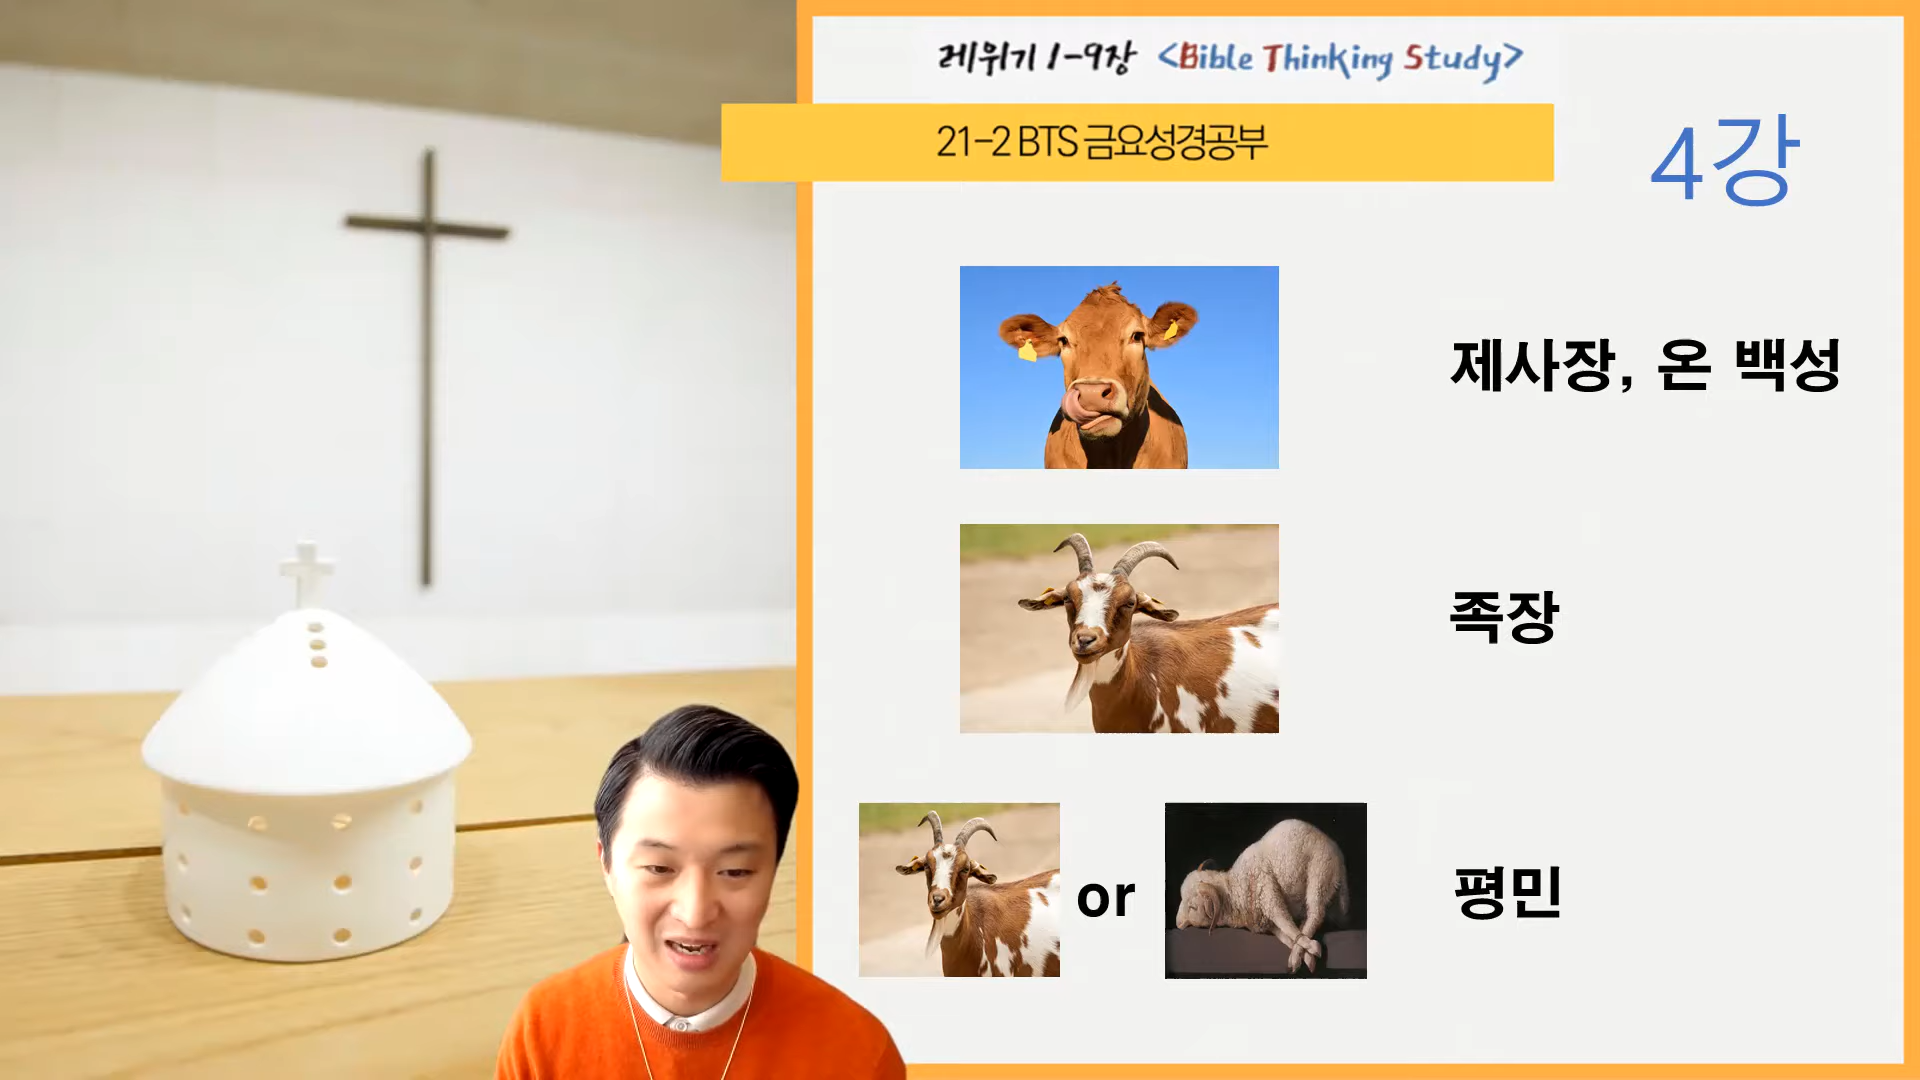 레위기 1-9장 <Bible Thinking Study>
21-2 BTS 금요성경공부
4강
제사장, 온 백성
족장
or
평민